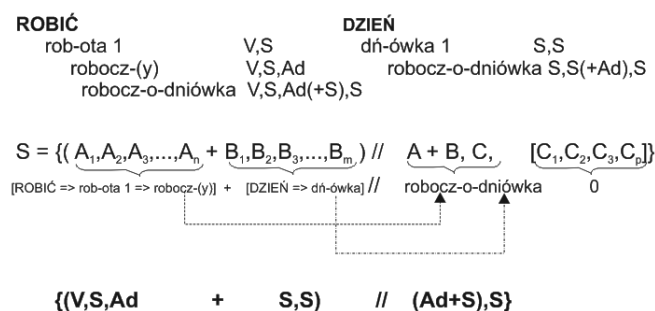 ROBIĆ DZIEŃ
rob-ota 1 V,S dń-ówka 1 S,S
robocz-(y) V,S,Ad robocz-o-dniówka S,S(+Ad),S
robocz-o-dniówka V,S,Ad(+S),S
S = {( A1,A2,A3,...,An + B1,B2,B3,...,Bm ) // A + B, C, [C1,C2,C3,Cp]}
[ROBIĆ => rob-ota 1 => robocz-(y)] + [DZIEŃ => dń-ówka] // robocz-o-dniówka 0
{(V,S,Ad + S,S) // (Ad+S),S}